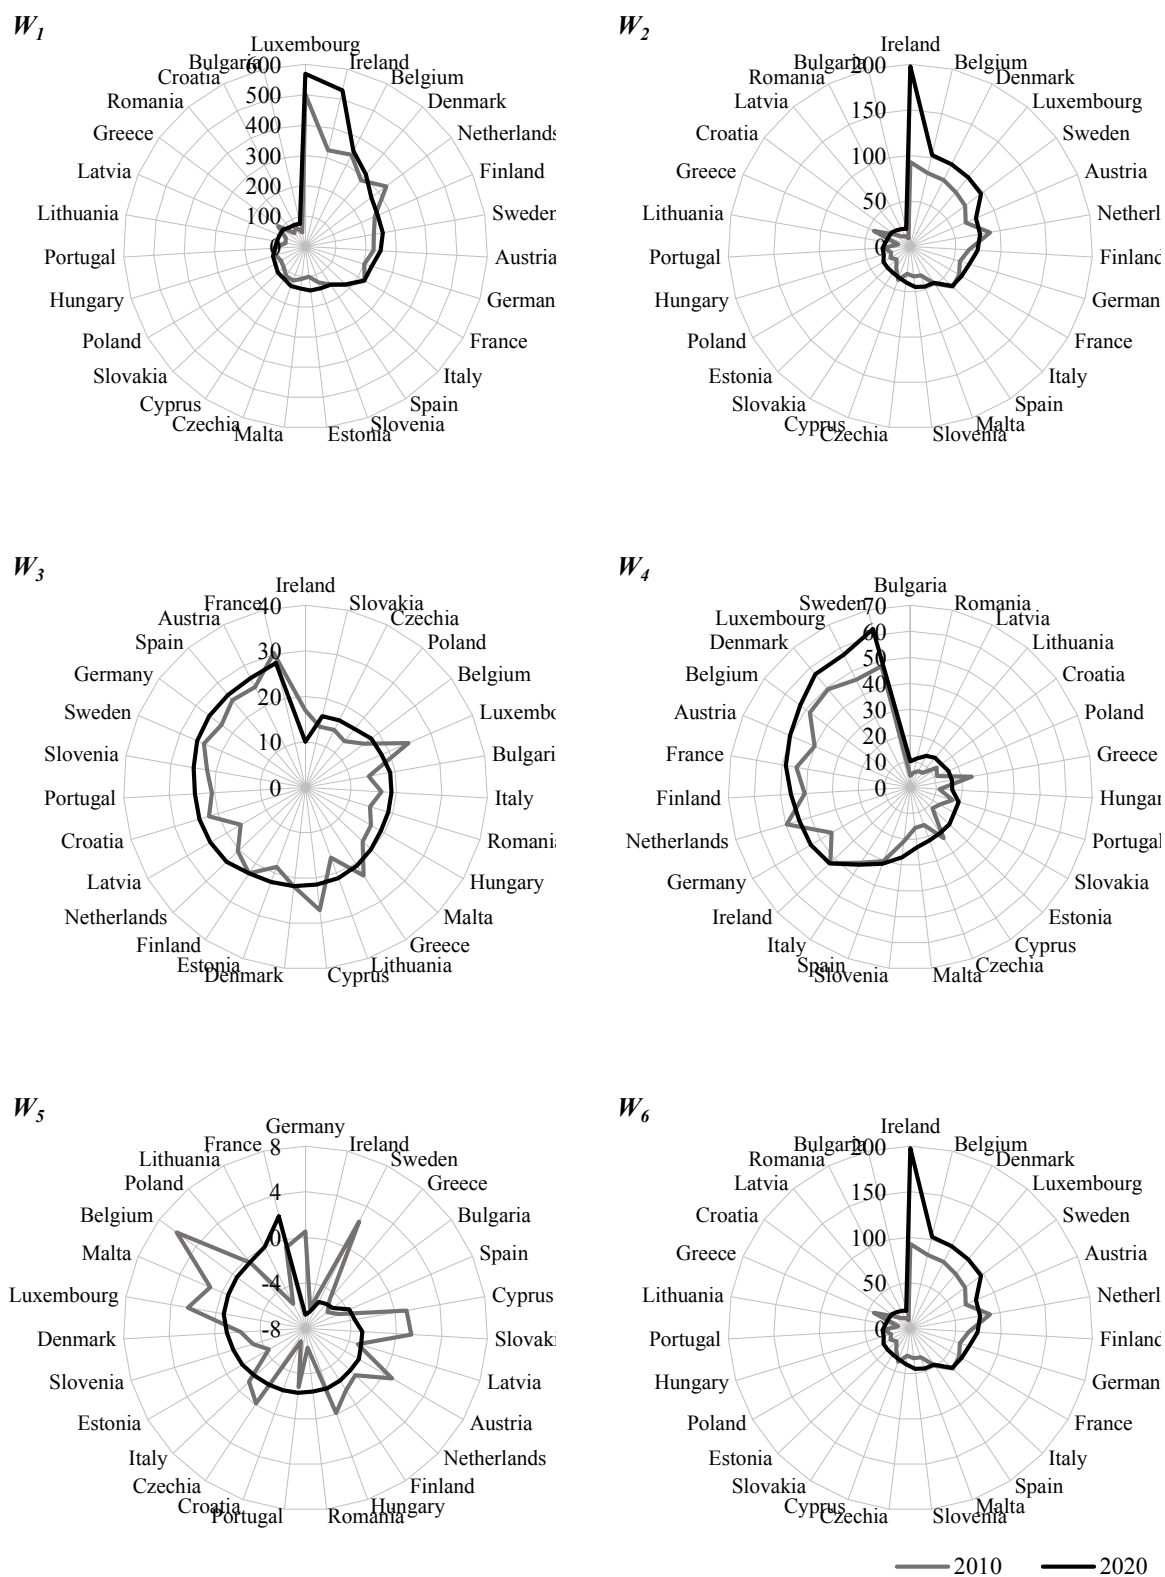 W1
Luxembourg
Ireland
Belgium
Denmark
Netherlands
Finland
Sweden
Austria
German
France
Italy
Spain
Slovenia
Estonia
Malta
Czechia
Cyprus
Slovakia
Poland
Hungary
Portugal
Lithuania
Latvia
Greece
Romania
Croatia
Bulgaria
600
500
400
300
200
100
0
W2
Ireland
Belgium
Denmark
Luxembourg
Sweden
Austria
Netherl
Finland
German
France
Italy
Spain
Malta
Slovenia
Czechia
Cyprus
Slovakia
Estonia
Poland
Hungary
Portugal
Lithuania
Greece
Croatia
Latvia
Romania
Bulgaria
200
150
100
50
0
W3
Ireland
Slovakia
Czechia
Poland
Belgium
Luxembo
Bulgari
Italy
Romani
Hungary
Malta
Greece
Lithuania
Cyprus
Denmark
Estonia
Finland
Netherlands
Latvia
Croatia
Portugal
Slovenia
Sweden
Germany
Spain
Austria
France
40
30
20
10
0
W4
Bulgaria
Romania
Latvia
Lithuania
Croatia
Poland
Greece
Hungar
Portugal
Slovakia
Estonia
Cyprus
Czechia
Malta
Slovenia
Spain
Italy
Ireland
Germany
Netherlands
Finland
France
Austria
Belgium
Denmark
Luxembourg
Sweden
70
60
50
40
30
20
10
0
W5
Germany
Ireland
Sweden
Greece
Bulgaria
Spain
Cyprus
Slovaki
Latvia
Austria
Netherlands
Finland
Hungary
Romania
Portugal
Croatia
Czechia
Italy
Estonia
Slovenia
Denmark
Luxembourg
Malta
Belgium
Poland
Lithuania
France
8
4
0
-4
-8
W6
Ireland
Belgium
Denmark
Luxembourg
Sweden
Austria
Netherl
Finland
German
France
Italy
Spain
Malta
Slovenia
Czechia
Cyprus
Slovakia
Estonia
Poland
Hungary
Portugal
Lithuania
Greece
Croatia
Latvia
Romania
Bulgaria
200
150
100
50
0
2010
2020